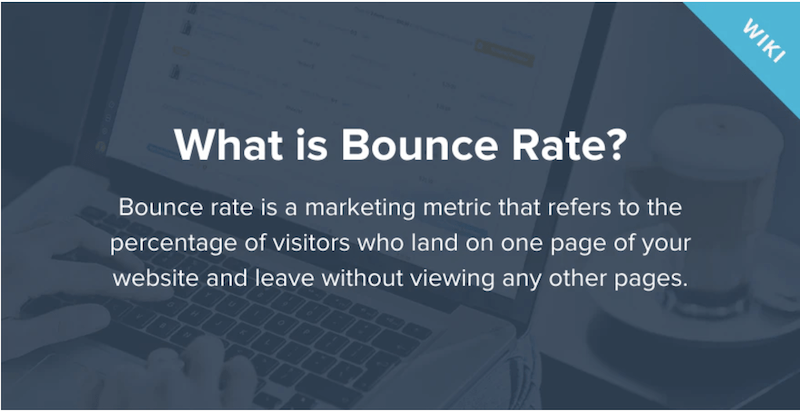 WIKI
What is Bounce Rate?
Bounce rate is a marketing metric that refers to the
percentage of visitors who land on one page of your
website and leave without viewing any other pages.